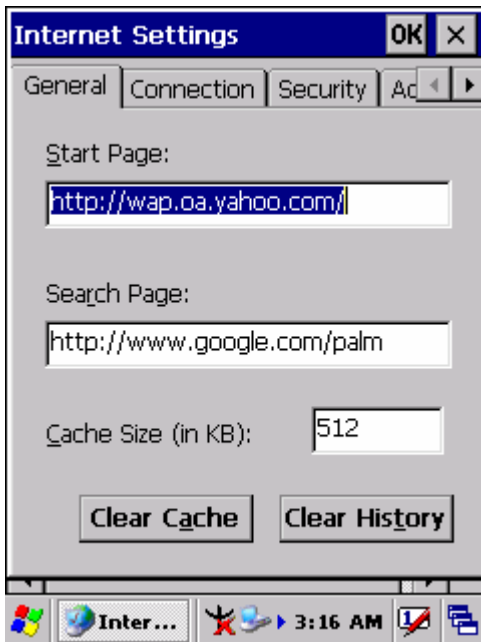 Internet Settings OK ×
General Connection Security Ad
Start Page:
http://wap.oa.yahoo.com/
Search Page:
http://www.google.com/palm
Cache Size (in KB): 512
Clear Cache Clear History
Inter... 3:16 AM